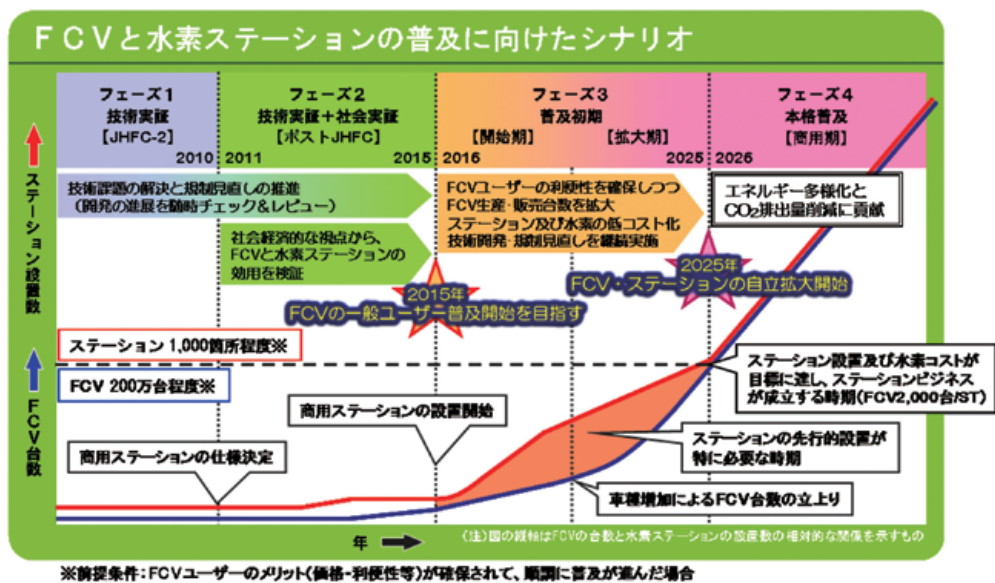 FCVと水素ステーションの普及に向けたシナリオ
フェーズ1
技術実証
【JHFC-2】
2010
フェーズ2
技術実証+社会実証
【ポストJHFC】
2011
2015
フェーズ3
普及初期
【開始期】
【拡大期】
2016
2025
フェーズ4
本格普及
【商用期】
2026
技術課題の解決と規制見直しの推進
(開発の進展を随時チェック&レビュー)
社会経済的な視点から、
FCVと水素ステーションの
効用を検証
FCVユーザーの利便性を確保しつつ
FCV生産・販売台数を拡大
ステーション及び水素の低コスト化
技術開発・規制見直しを継続実施
エネルギー多様化と
CO₂排出量削減に貢献
2015年
FCVの一般ユーザー普及開始を目指す
2025年
FCV・ステーションの自立拡大開始
ステーション設置数
FCV台数
ステーション 1,000箇所程度※
FCV 200万台程度※
商用ステーションの仕様決定
商用ステーションの設置開始
ステーション設置及び水素コストが
目標に達し、ステーションビジネス
が成立する時期(FCV2,000台/ST)
ステーションの先行的設置が
特に必要な時期
車種増加によるFCV台数の立上り
年
(注)図の縦軸はFCVの台数と水素ステーションの設置数の相対的な関係を示すもの
※前提条件:FCVユーザーのメリット(価格・利便性等)が確保されて、順調に普及が進んだ場合